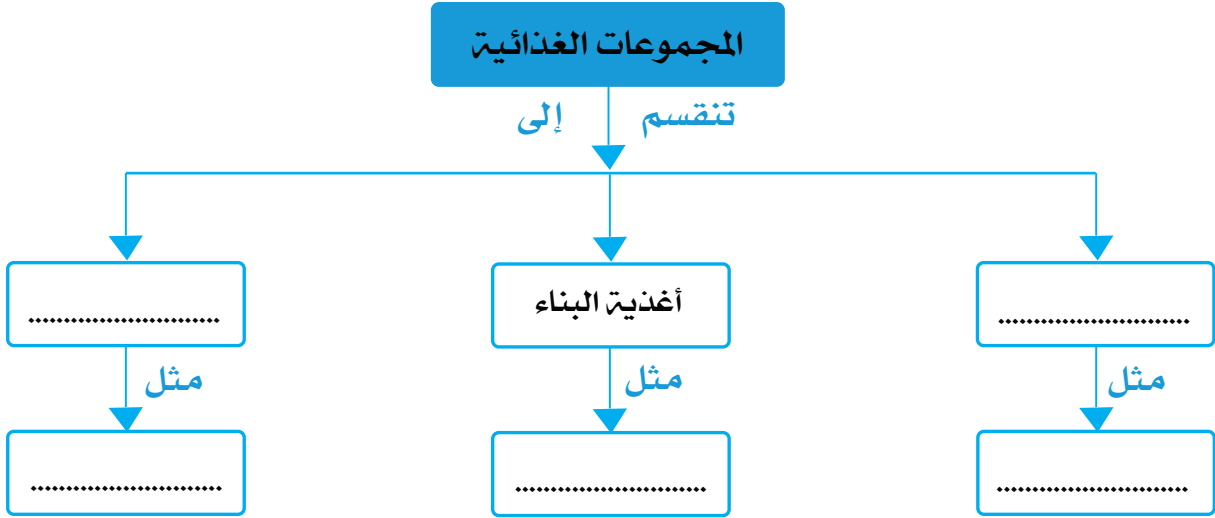 المجموعات الغذائية
تنقسم إلى
........................... أغذية البناء ...........................
مثل مثل مثل
........................... ........................... ...........................